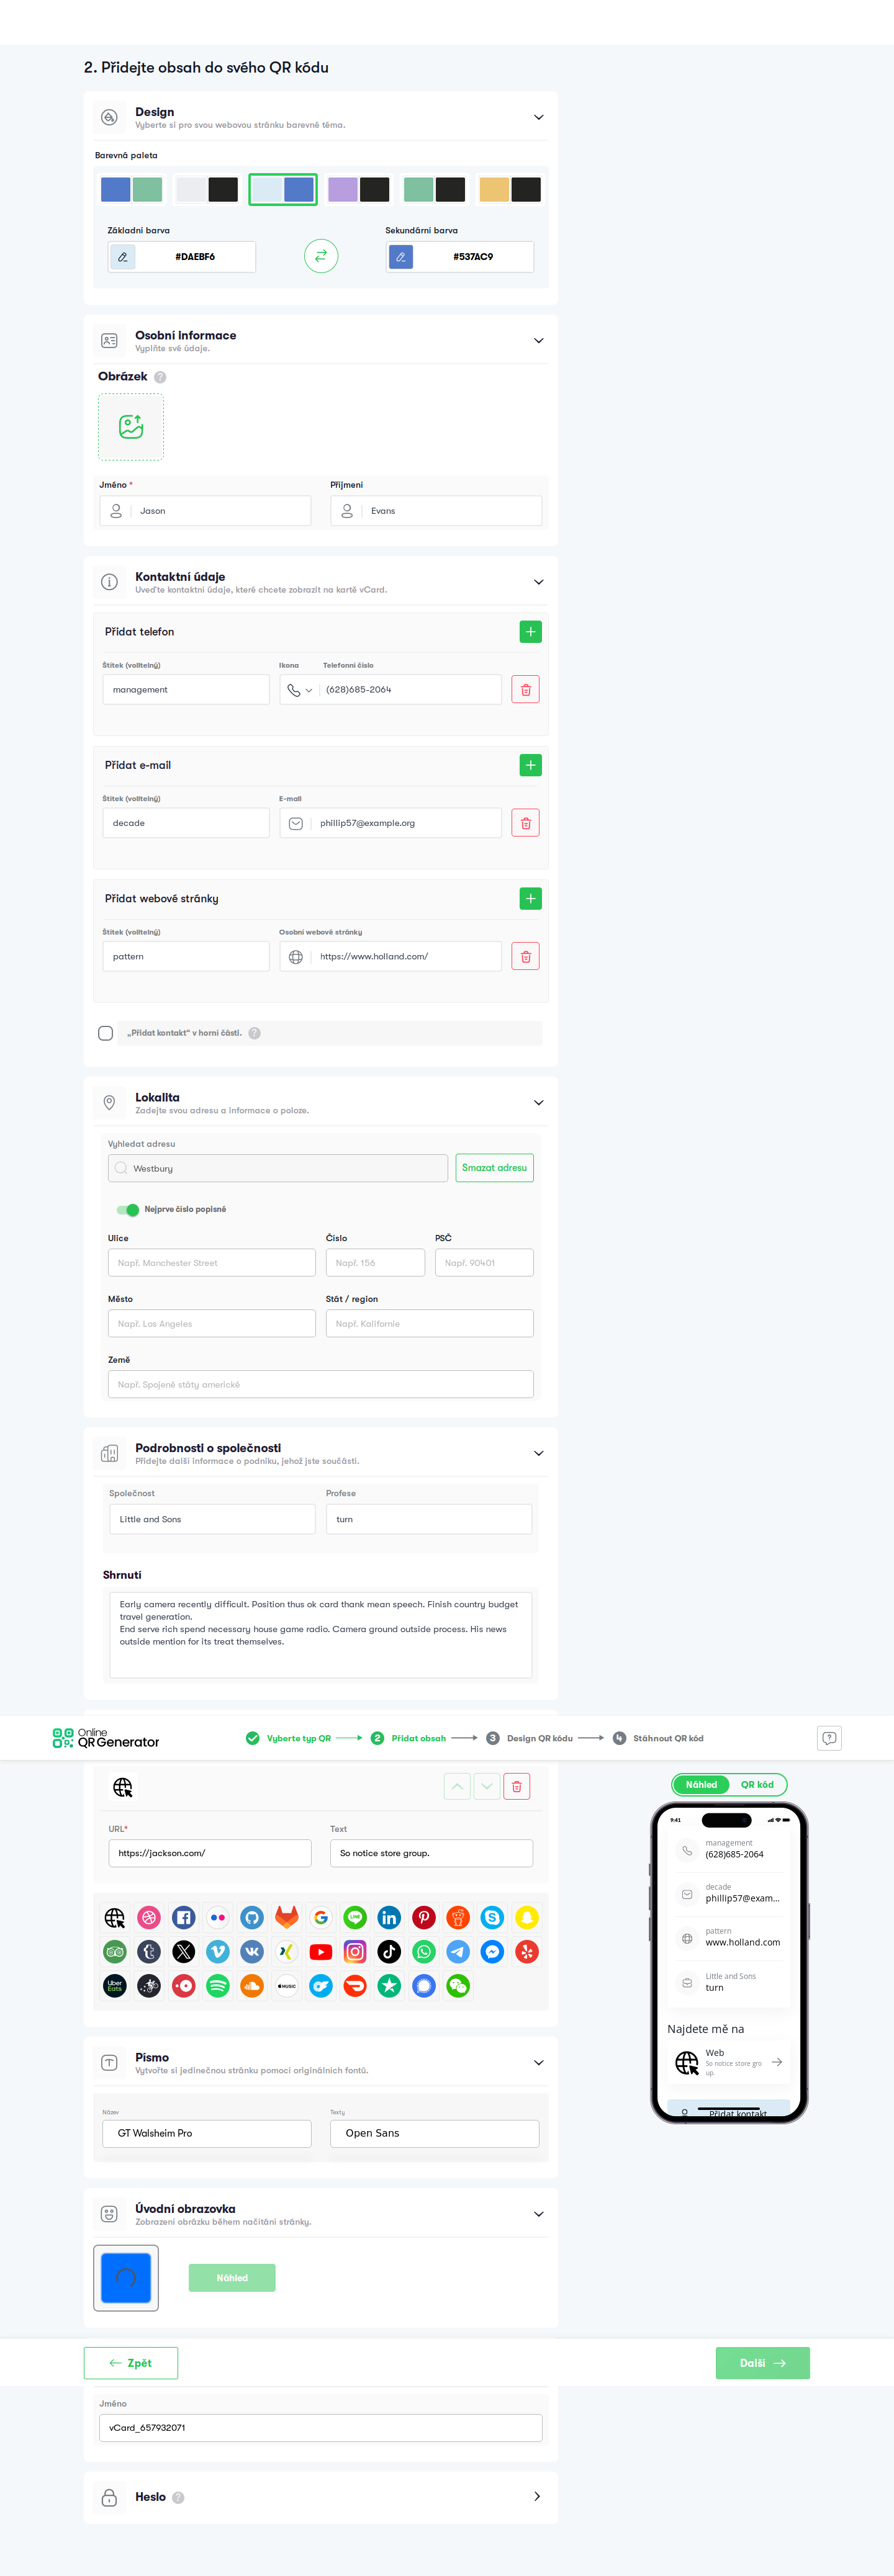 2. Přidejte obsah do svého QR kódu
Design
Vyberte si pro svou webovou stránku barevné téma.
Barevná paleta
Základní barva
Sekundární barva
#DAEBF6
#537AC9
Osobní informace
Vyplňte své údaje.
Obrázek ?
Jméno *
Příjmení
Jason
Evans
Kontaktní údaje
Uveďte kontaktní údaje, které chcete zobrazit na kartě vCard.
Přidat telefon
Štítek (volitelný)
Ikona
Telefonní číslo
management
(628)685-2064
Přidat e-mail
Štítek (volitelný)
E-mail
decade
phillip57@example.org
Přidat webové stránky
Štítek (volitelný)
Osobní webové stránky
pattern
https://www.holland.com/
„Přidat kontakt“ v horní části. ?
Lokalita
Zadejte svou adresu a informace o poloze.
Vyhledat adresu
Westbury
Smazat adresu
Nejprve číslo popisné
Ulice
Číslo
PSČ
Např. Manchester Street
Např. 156
Např. 90401
Město
Stát / region
Např. Los Angeles
Např. Kalifornie
Země
Např. Spojené státy americké
Podrobnosti o společnosti
Přidejte další informace o podniku, jehož jste součástí.
Společnost
Profese
Little and Sons
turn
Shrnutí
Early camera recently difficult. Position thus ok card thank mean speech. Finish country budget
travel generation.
End serve rich spend necessary house game radio. Camera ground outside process. His news
outside mention for its treat themselves.
Online
QR Generator
Vyberte typ QR
2 Přidat obsah
3 Design QR kódu
4 Stáhnout QR kód
Náhled
QR kód
URL*
Text
https://jackson.com/
So notice store group.
LINE
Uber
Eats
MUSIC
9:41
management
(628)685-2064
decade
phillip57@exam...
pattern
www.holland.com
Little and Sons
turn
Najdete mě na
Web
So notice store gro
up.
Přidat kontakt
Písmo
Vytvořte si jedinečnou stránku pomocí originálních fontů.
Název
Texty
GT Walsheim Pro
Open Sans
Úvodní obrazovka
Zobrazení obrázku během načítání stránky.
Náhled
Zpět
Další
Jméno
vCard_657932071
Heslo ?